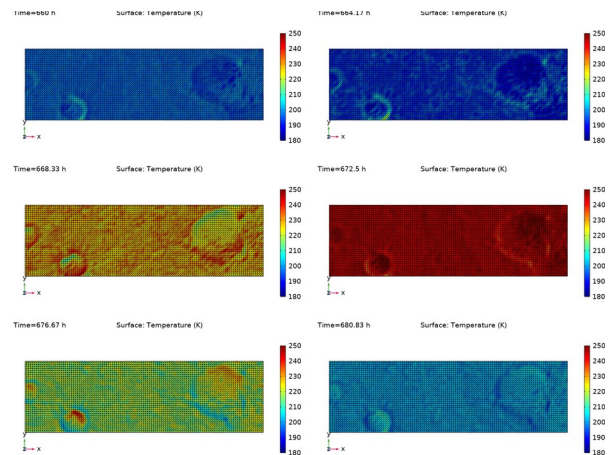 Time=660 h Surface: Temperature (K)
Time=664.17 h Surface: Temperature (K)
250
240
230
220
210
200
190
180
y
z x
250
240
230
220
210
200
190
180
y
z x
Time=668.33 h Surface: Temperature (K)
Time=672.5 h Surface: Temperature (K)
250
240
230
220
210
200
190
180
y
z x
250
240
230
220
210
200
190
180
y
z x
Time=676.67 h Surface: Temperature (K)
Time=680.83 h Surface: Temperature (K)
250
240
230
220
210
200
190
180
y
z x
250
240
230
220
210
200
190
180
y
z x